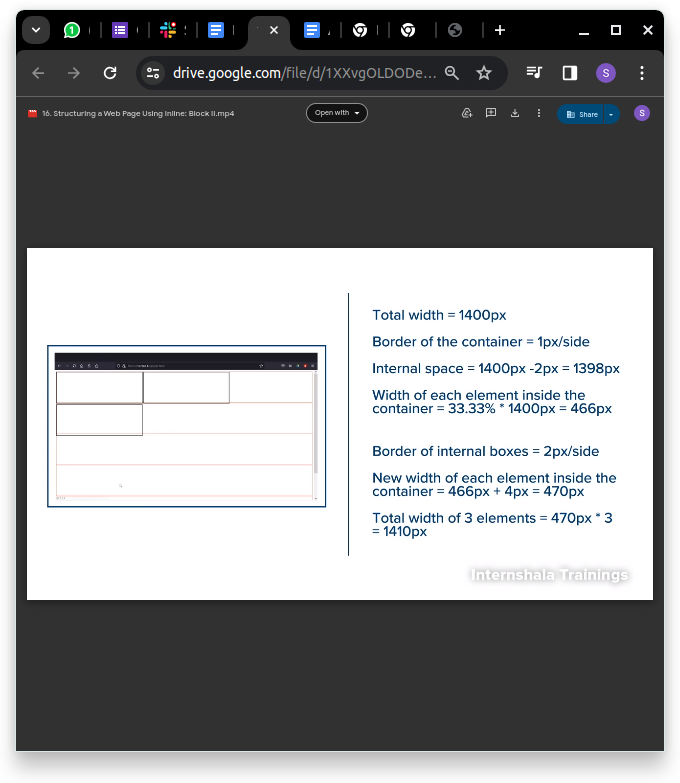 drive.google.com/file/d/1XXvgOLDODe...
S
16. Structuring a Web Page Using Inline: Block II.mp4
Open with
Share
S
Total width = 1400px
Border of the container = 1px/side
Internal space = 1400px -2px = 1398px
Width of each element inside the
container = 33.33% * 1400px = 466px
Border of internal boxes = 2px/side
New width of each element inside the
container = 466px + 4px = 470px
Total width of 3 elements = 470px * 3
= 1410px
Internshala Trainings